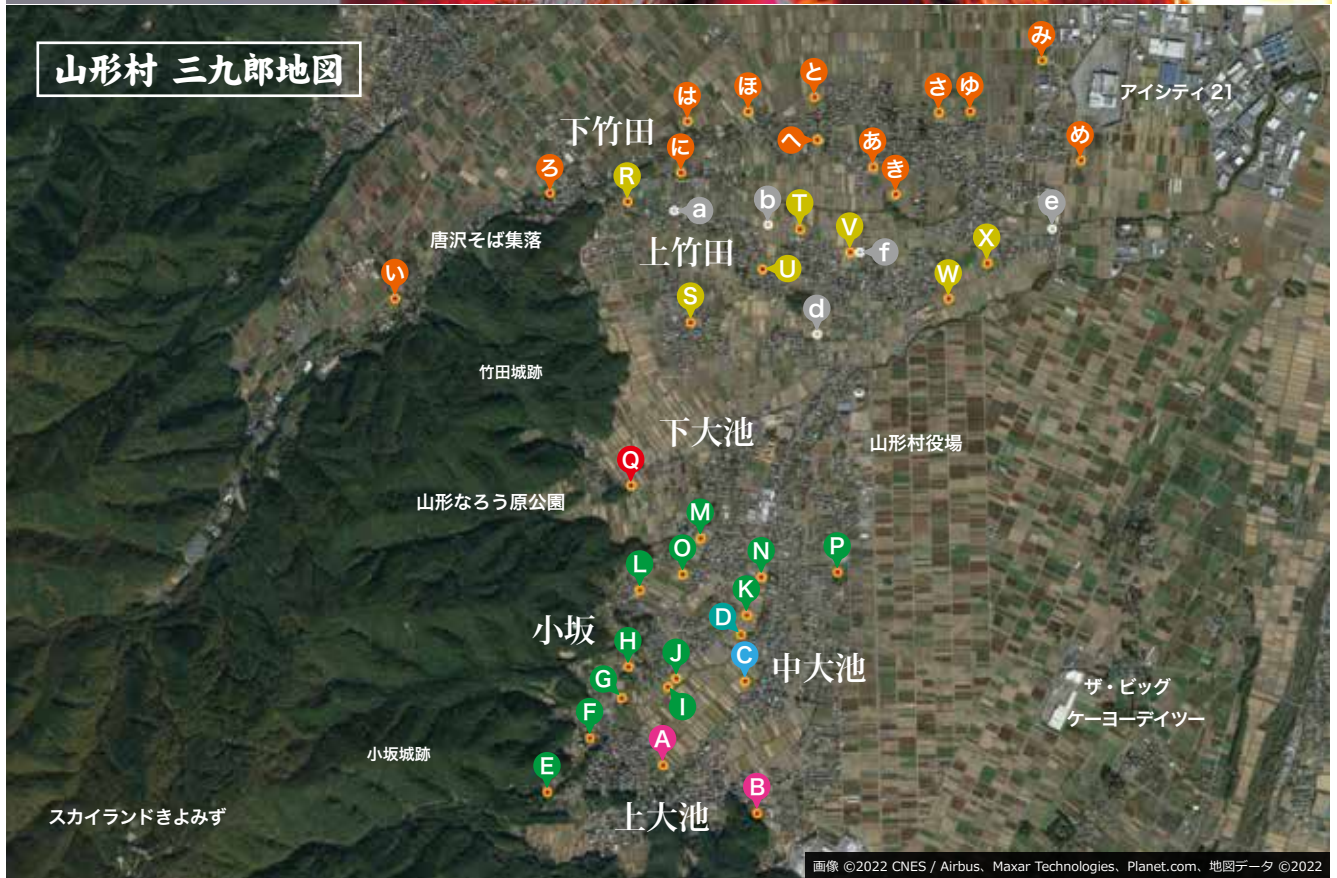 山形村 三九郎地図
み
アイシティ 21
と
ほ
は
さ
ゆ
下竹田
へ
あ
め
に
き
ろ
R
a
b
T
e
唐沢そば集落
上竹田
V
f
X
U
い
W
S
d
竹田城跡
下大池
山形村役場
Q
山形なろう原公園
M
O
N
P
L
K
小坂
D
H
J
C
中大池
G
I
ザ・ビッグ
ケーヨーデイツー
F
A
小坂城跡
E
B
スカイランドきよみず
上大池
画像 ©2022 CNES / Airbus、Maxar Technologies、Planet.com、地図データ ©2022